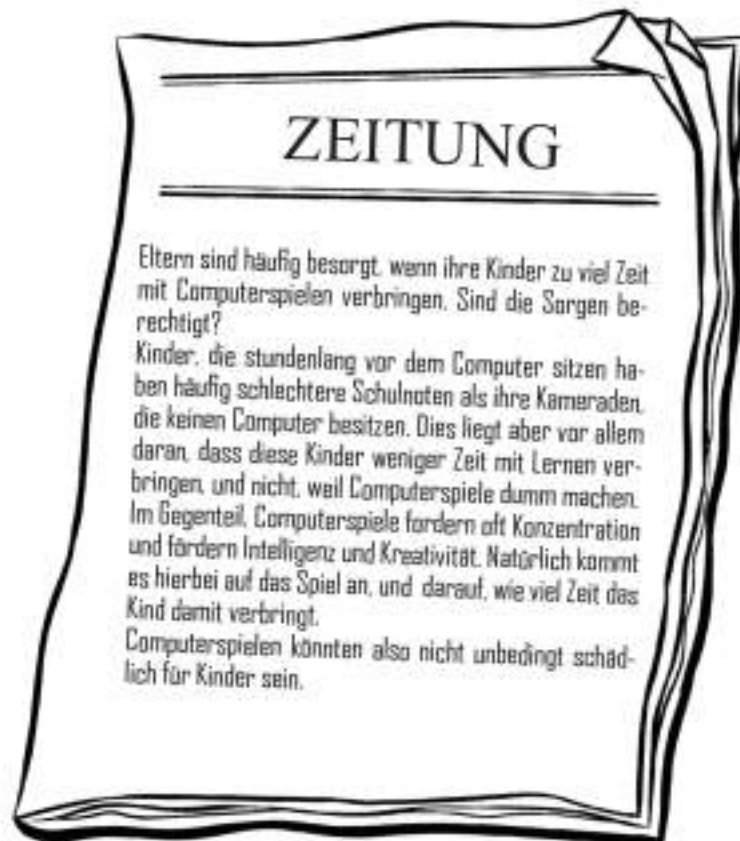 ZEITUNG
Eltern sind häufig besorgt, wenn ihre Kinder zu viel Zeit
mit Computerspielen verbringen. Sind die Sorgen be-
rechtigt?
Kinder, die stundenlang vor dem Computer sitzen ha-
ben häufig schlechtere Schulnoten als ihre Kameraden,
die keinen Computer besitzen. Dies liegt aber vor allem
daran, dass diese Kinder weniger Zeit mit Lernen ver-
bringen, und nicht, weil Computerspiele dumm machen.
Im Gegenteil, Computerspiele fordern oft Konzentration
und fördern Intelligenz und Kreativität. Natürlich kommt
es hierbei auf das Spiel an, und darauf, wie viel Zeit das
Kind damit verbringt.
Computerspielen könnten also nicht unbedingt schäd-
lich für Kinder sein.